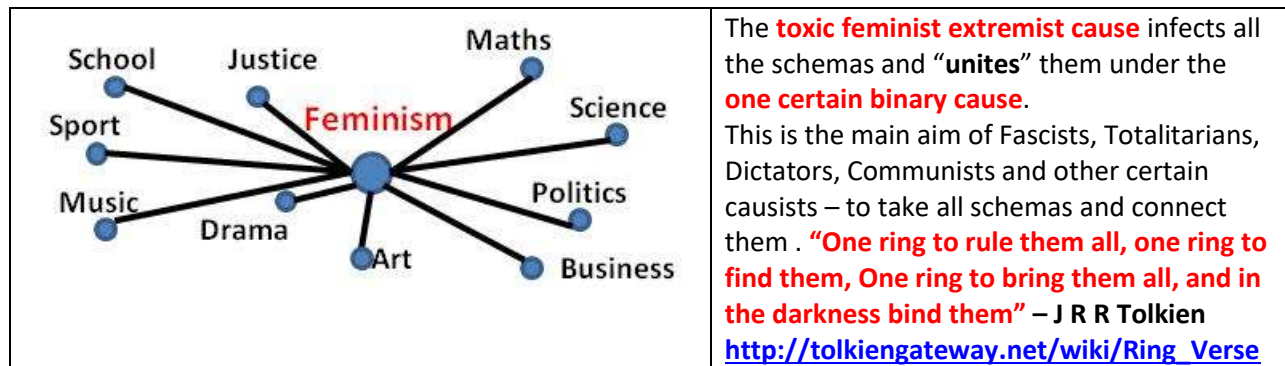 School
Justice
Maths
Feminism
Science
Sport
Music
Drama
Politics
Art
Business
The toxic feminist extremist cause infects all
the schemas and “unites” them under the
one certain binary cause.
This is the main aim of Fascists, Totalitarians,
Dictators, Communists and other certain
causists – to take all schemas and connect
them . “One ring to rule them all, one ring to
find them, One ring to bring them all, and in
the darkness bind them” – J R R Tolkien
http://tolkiengateway.net/wiki/Ring_Verse